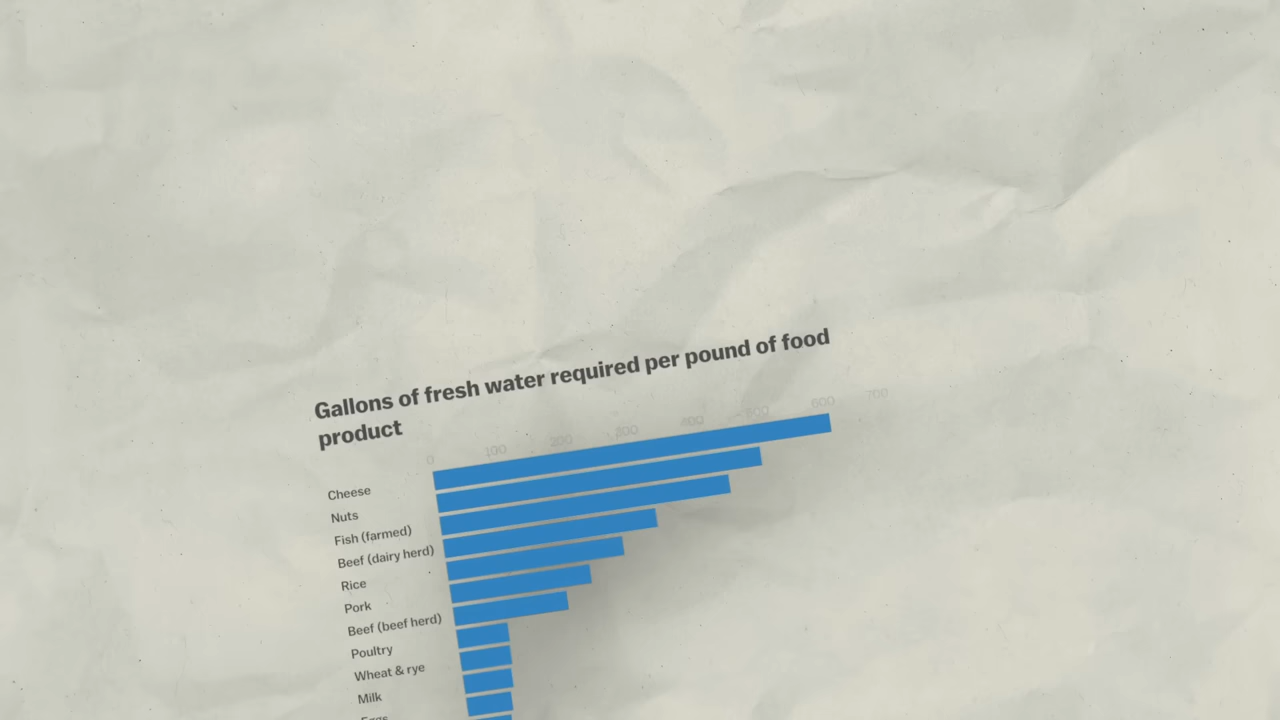 Gallons of fresh water required per pound of food
product
0 100 200 300 400 500 600 700
Cheese
Nuts
Fish (farmed)
Beef (dairy herd)
Rice
Pork
Beef (beef herd)
Poultry
Wheat & rye
Milk
Eggs